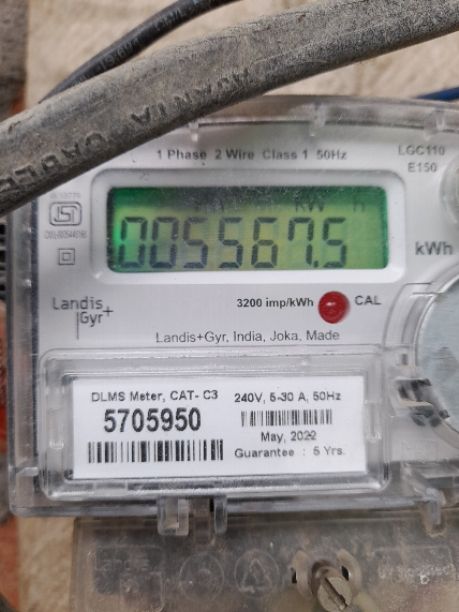 1 Phase 2 Wire Class 1 50Hz
LGC110
E150
kW h
005567.5
kWh
3200 imp/kWh
CAL
Landis
Gyr+
Landis+Gyr, India, Joka, Made
DLMS Meter, CAT- C3
5705950
240V, 5-30 A, 50Hz
May, 2022
Guarantee : 5 Yrs.